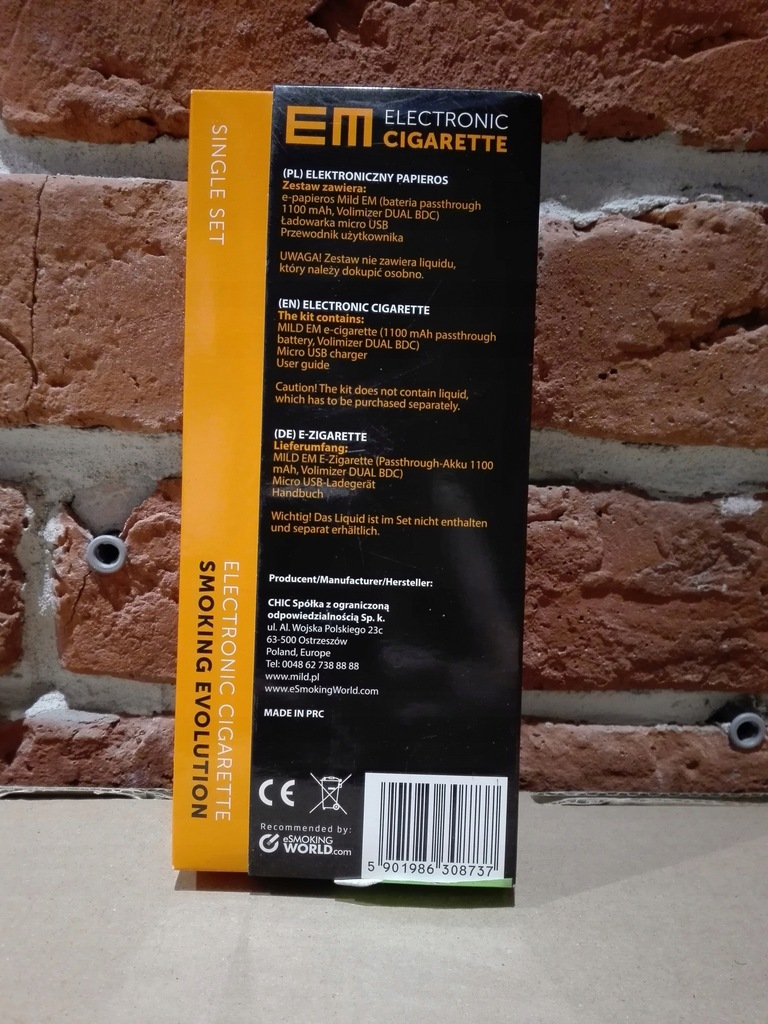 EM ELECTRONIC
CIGARETTE
(PL) ELEKTRONICZNY PAPIEROS
Zestaw zawiera:
e-papieros Mild EM (bateria passthrough
1100 mAh, Volimizer DUAL BDC)
Ładowarka micro USB
Przewodnik użytkownika
UWAGA! Zestaw nie zawiera liquidu,
który należy dokupić osobno.
(EN) ELECTRONIC CIGARETTE
The kit contains:
MILD EM e-cigarette (1100 mAh passthrough
battery, Volimizer DUAL BDC)
Micro USB charger
User guide
Caution! The kit does not contain liquid,
which has to be purchased separately.
(DE) E-ZIGARETTE
Lieferumfang:
MILD EM E-Zigarette (Passthrough-Akku 1100
mAh, Volimizer DUAL BDC)
Micro USB-Ladegerät
Handbuch
Wichtig! Das Liquid ist im Set nicht enthalten
und separat erhältlich.
Producent/Manufacturer/Hersteller:
CHIC Spółka z ograniczoną
odpowiedzialnością Sp. k.
ul. Al. Wojska Polskiego 23c
63-500 Ostrzeszów
Poland, Europe
Tel: 0048 62 738 88 88
www.mild.pl
www.eSmokingWorld.com
MADE IN PRC
CE
Recommended by:
eSMOKING
WORLD.com
5 901986 308737
SINGLE SET
ELECTRONIC CIGARETTE
SMOKING EVOLUTION